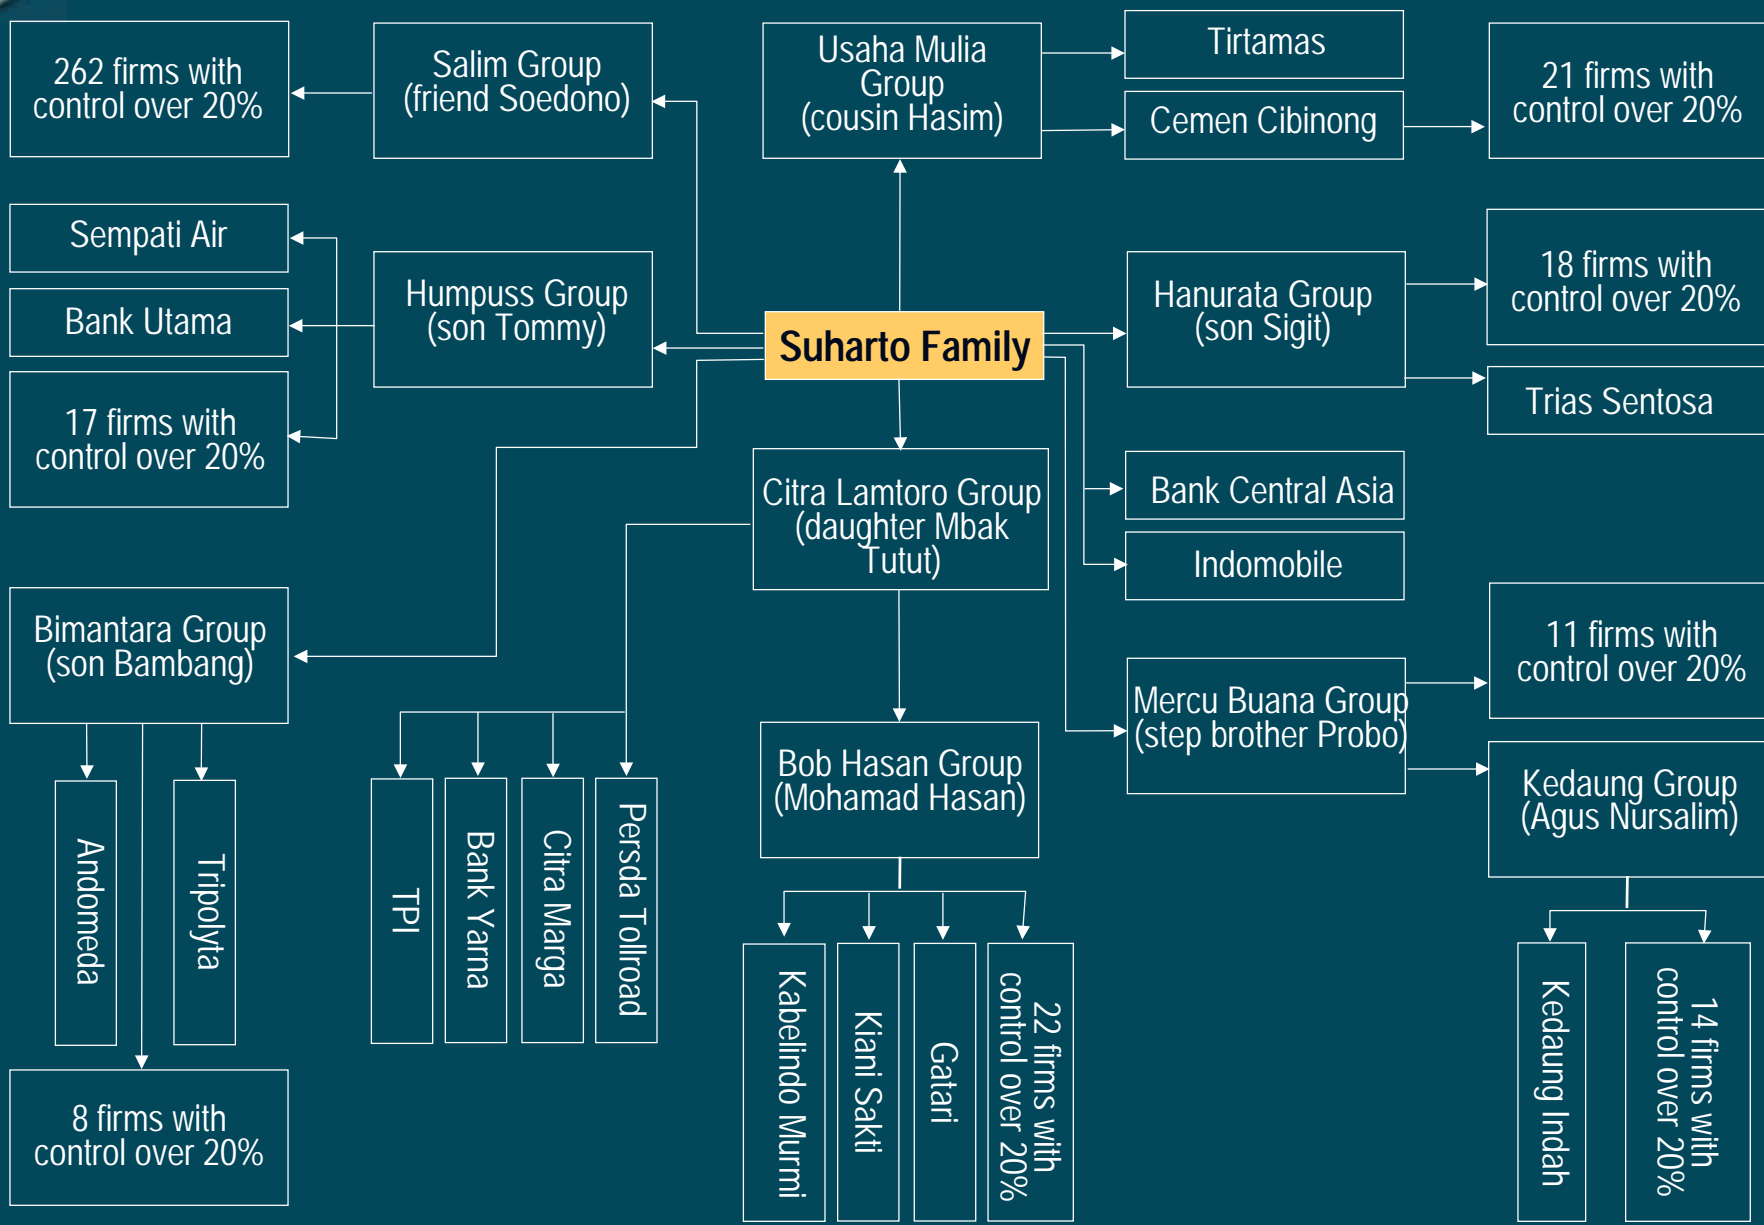 262 firms with
control over 20%
Salim Group
(friend Soedono)
Usaha Mulia
Group
(cousin Hasim)
Tirtamas
Cemen Cibinong
21 firms with
control over 20%
Sempati Air
Bank Utama
17 firms with
control over 20%
Humpuss Group
(son Tommy)
Suharto Family
Hanurata Group
(son Sigit)
18 firms with
control over 20%
Trias Sentosa
Citra Lamtoro Group
(daughter Mbak
Tutut)
Bank Central Asia
Indomobile
Bimantara Group
(son Bambang)
Mercu Buana Group
(step brother Probo)
11 firms with
control over 20%
Kedaung Group
(Agus Nursalim)
Bob Hasan Group
(Mohamad Hasan)
Andomeda
Tripolyta
TPI
Bank Yarna
Citra Marga
Persda Tollroad
Kabelindo Murmi
Kiani Sakti
Gatari
22 firms with
control over 20%
Kedaung Indah
14 firms with
control over 20%
8 firms with
control over 20%